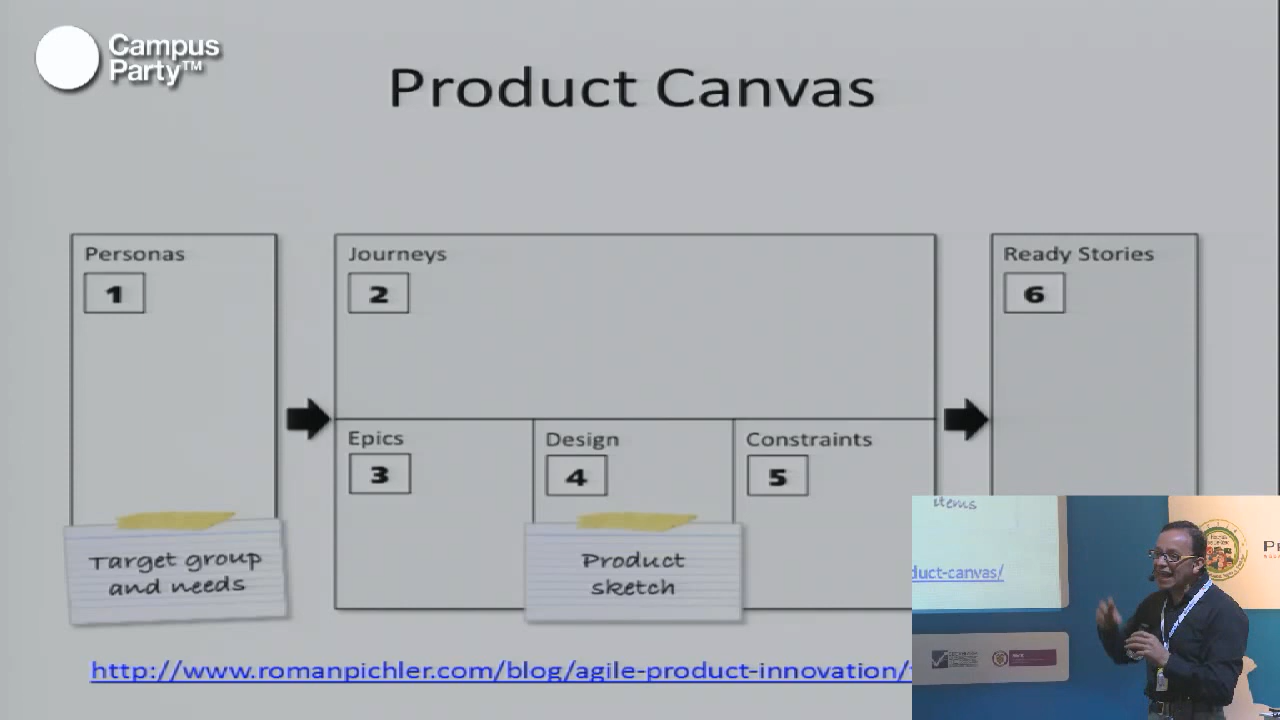 Campus
Party™
Product Canvas
Personas
1
Journeys
2
Ready Stories
6
Epics
3
Design
4
Constraints
5
Target group
and needs
Product
sketch
items
duct-canvas/
http://www.romanpichler.com/blog/agile-product-innovation/